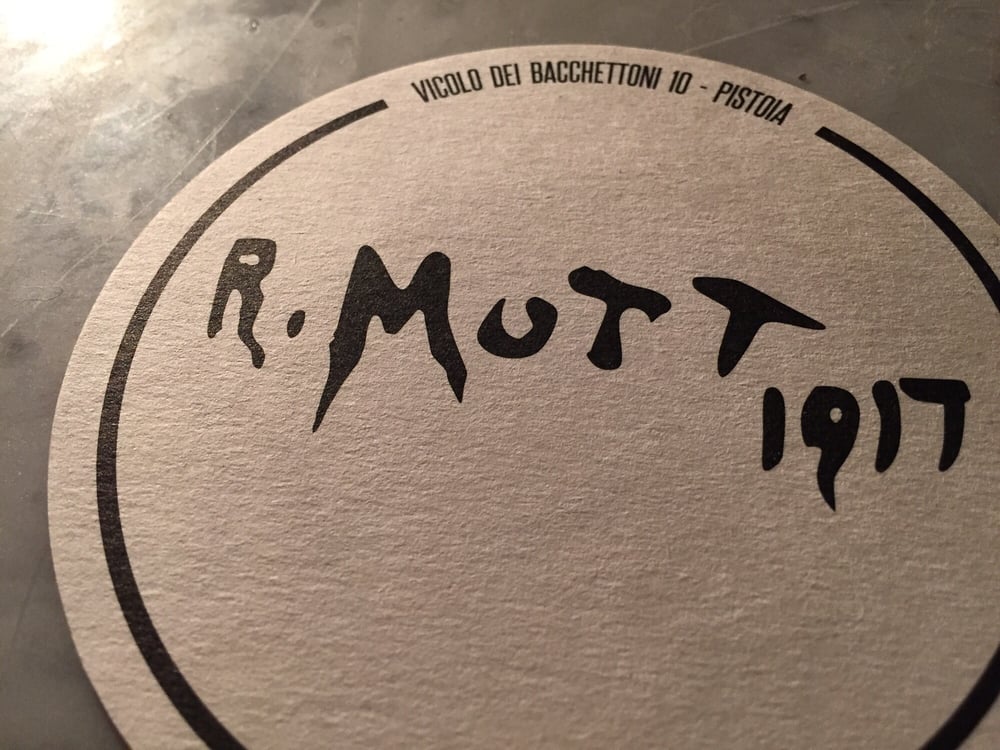 VICOLO DEI BACCHETTONI 10 - PISTOIA
R. MUTT
1917